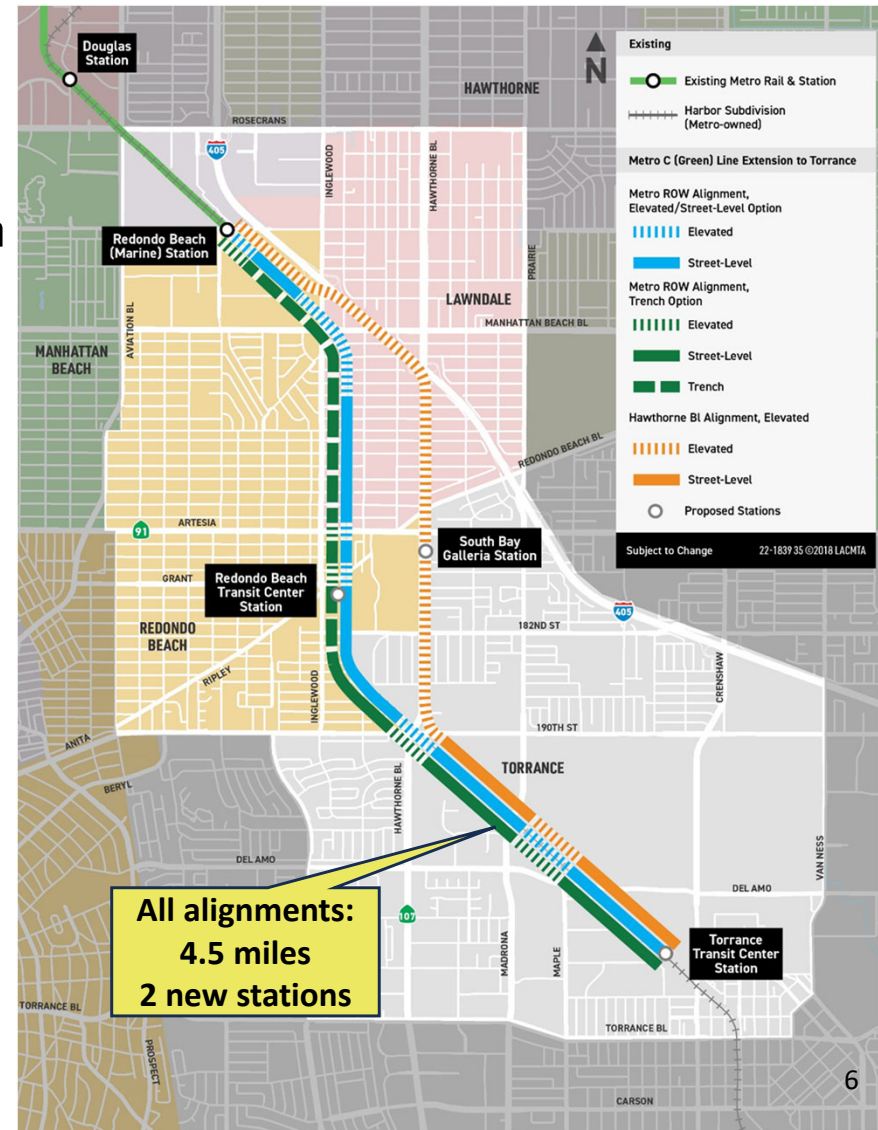 Douglas
Station
HAWTHORNE
N
Existing
Existing Metro Rail & Station
Harbor Subdivision
(Metro-owned)
Metro C (Green) Line Extension to Torrance
Metro ROW Alignment,
Elevated/Street-Level Option
Elevated
Street-Level
Metro ROW Alignment,
Trench Option
Elevated
Street-Level
Trench
Hawthorne Bl Alignment, Elevated
Elevated
Street-Level
Proposed Stations
Subject to Change
22-1839 35 ©2018 LACMTA
ROSECRANS
405
INGLEWOOD
HAWTHORNE BL
PRAIRIE
Redondo Beach
(Marine) Station
AVIATION BL
LAWNDALE
MANHATTAN BEACH BL
MANHATTAN
BEACH
REDONDO BEACH BL
ARTESIA
91
South Bay
Galleria Station
GRANT
Redondo Beach
Transit Center
Station
405
182ND ST
REDONDO
BEACH
RIPLEY
INGLEWOOD
CRENSHAW
ANITA
190TH ST
BERYL
TORRANCE
HAWTHORNE BL
DEL AMO
VAN NESS
DEL AMO
All alignments:
4.5 miles
2 new stations
107
MADRONA
MAPLE
Torrance
Transit Center
Station
TORRANCE BL
TORRANCE BL
PROSPECT
CARSON
6